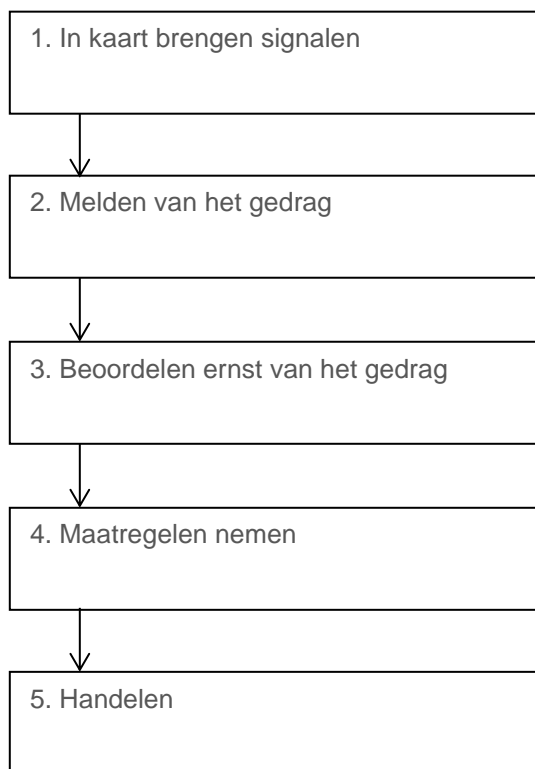 1. In kaart brengen signalen
2. Melden van het gedrag
3. Beoordelen ernst van het gedrag
4. Maatregelen nemen
5. Handelen